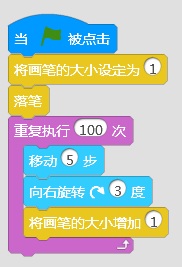 当 被点击
将画笔的大小设定为 1
落笔
重复执行 100 次
移动 5 步
向右旋转 3 度
将画笔的大小增加 1